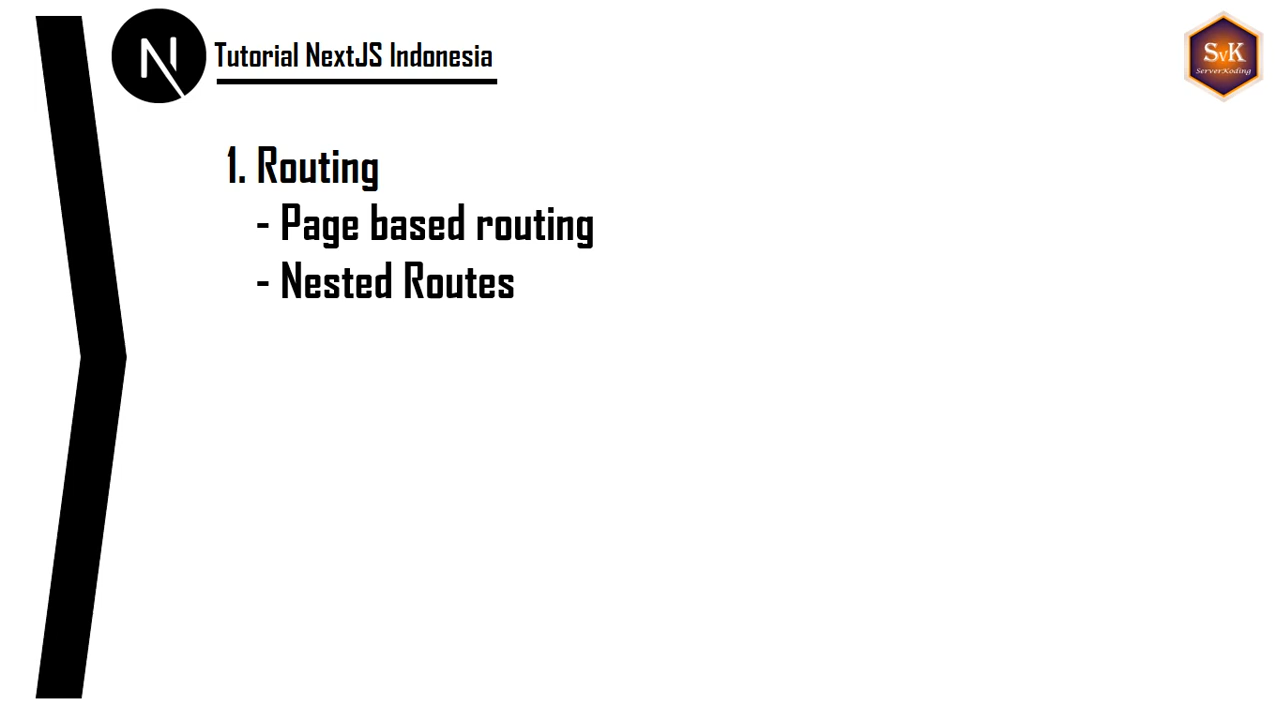 Tutorial NextJS Indonesia
SvK
ServerKoding
1. Routing
- Page based routing
- Nested Routes